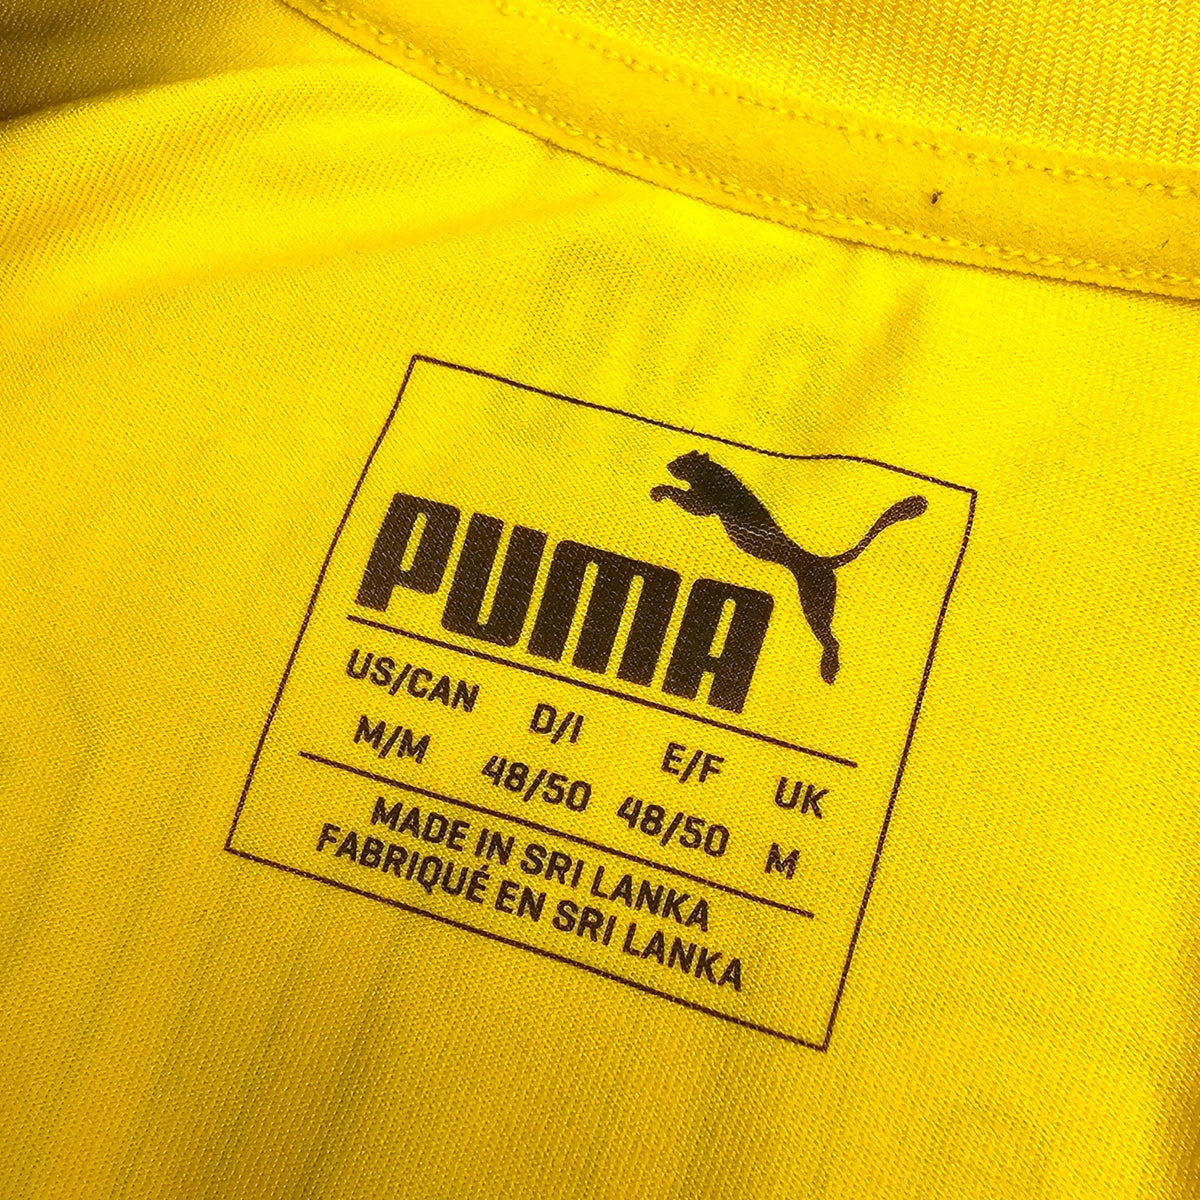 PUMA
US/CAN D/I E/F UK
M/M 48/50 48/50 M
MADE IN SRI LANKA
FABRIQUÉ EN SRI LANKA